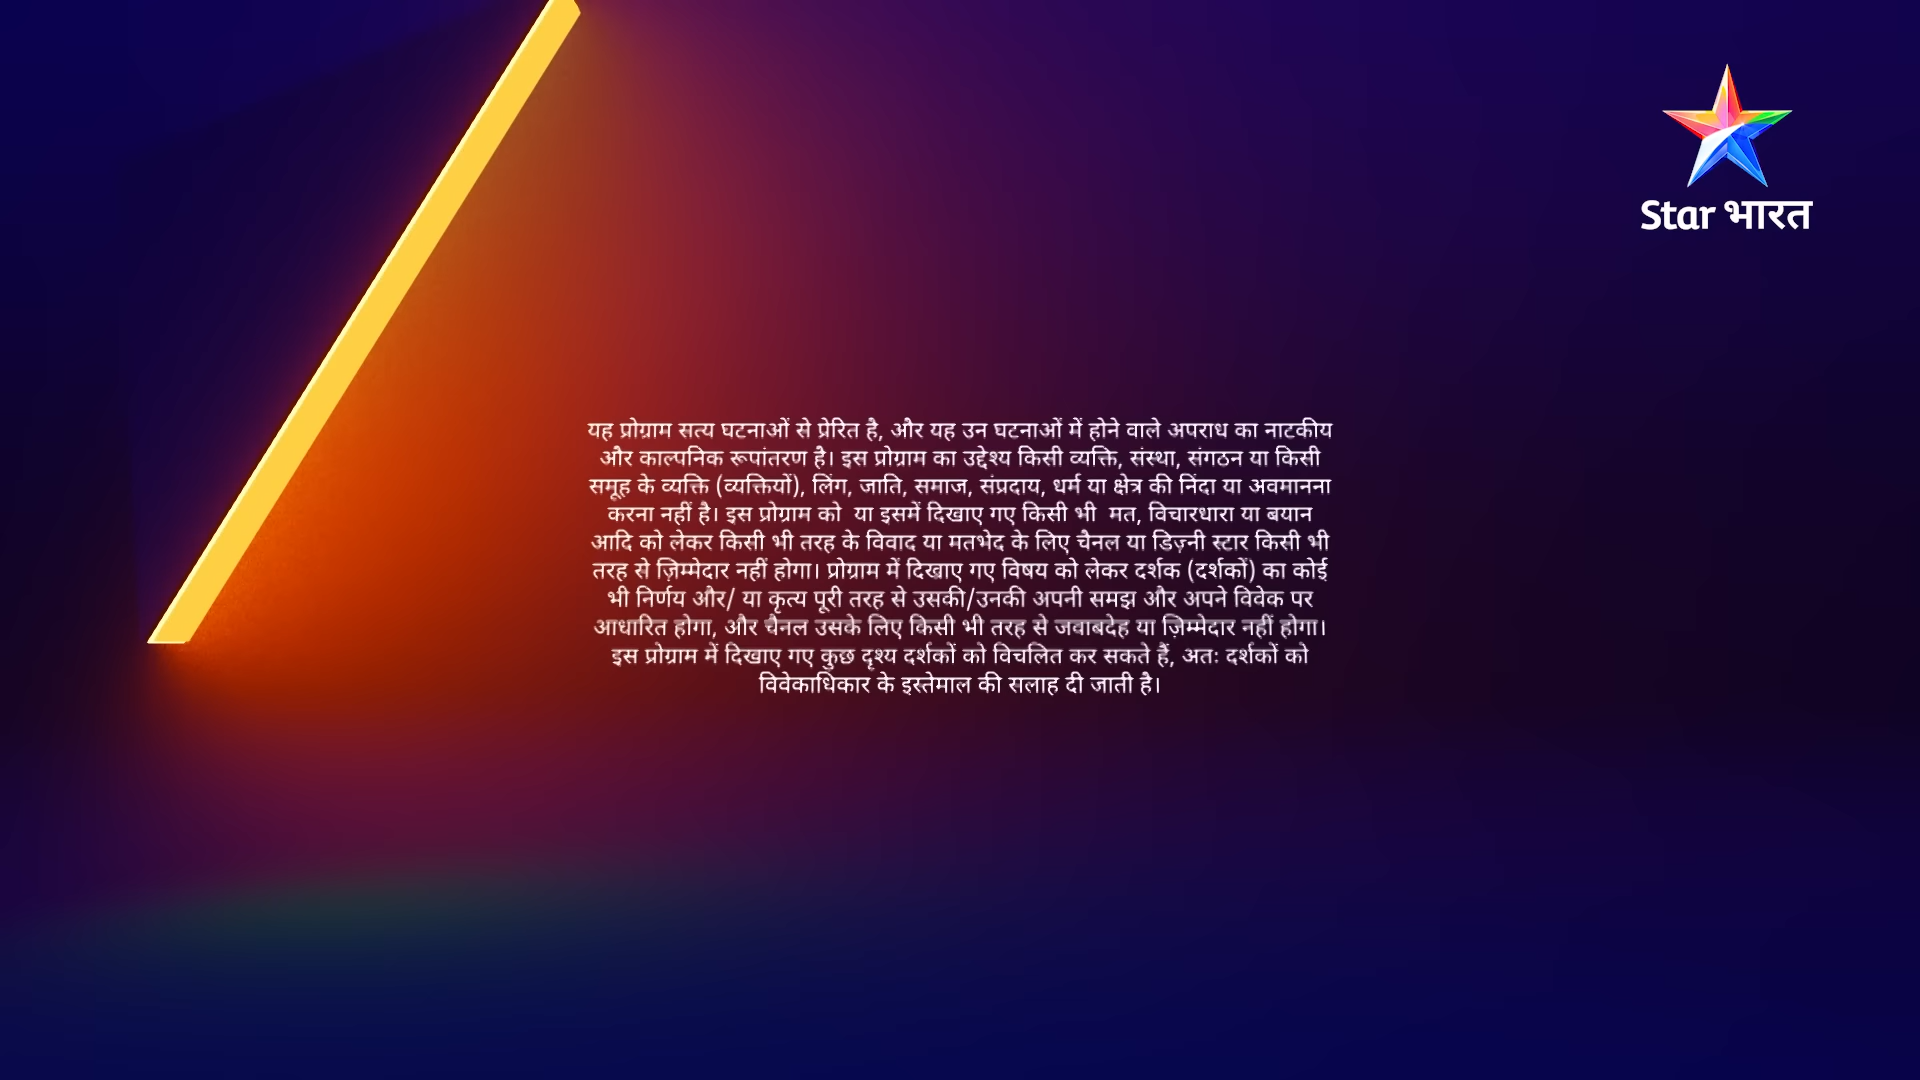 Star भारत
यह प्रोग्राम सत्य घटनाओं से प्रेरित है, और यह उन घटनाओं में होने वाले अपराध का नाटकीय
और काल्पनिक रूपांतरण है। इस प्रोग्राम का उद्देश्य किसी व्यक्ति, संस्था, संगठन या किसी
समूह के व्यक्ति (व्यक्तियों), लिंग, जाति, समाज, संप्रदाय, धर्म या क्षेत्र की निंदा या अवमानना
करना नहीं है। इस प्रोग्राम को या इसमें दिखाए गए किसी भी मत, विचारधारा या बयान
आदि को लेकर किसी भी तरह के विवाद या मतभेद के लिए चैनल या डिज़्नी स्टार किसी भी
तरह से ज़िम्मेदार नहीं होगा। प्रोग्राम में दिखाए गए विषय को लेकर दर्शक (दर्शकों) का कोई
भी निर्णय और/ या कृत्य पूरी तरह से उसकी/उनकी अपनी समझ और अपने विवेक पर
आधारित होगा, और चैनल उसके लिए किसी भी तरह से जवाबदेह या ज़िम्मेदार नहीं होगा।
इस प्रोग्राम में दिखाए गए कुछ दृश्य दर्शकों को विचलित कर सकते हैं, अतः दर्शकों को
विवेकाधिकार के इस्तेमाल की सलाह दी जाती है।